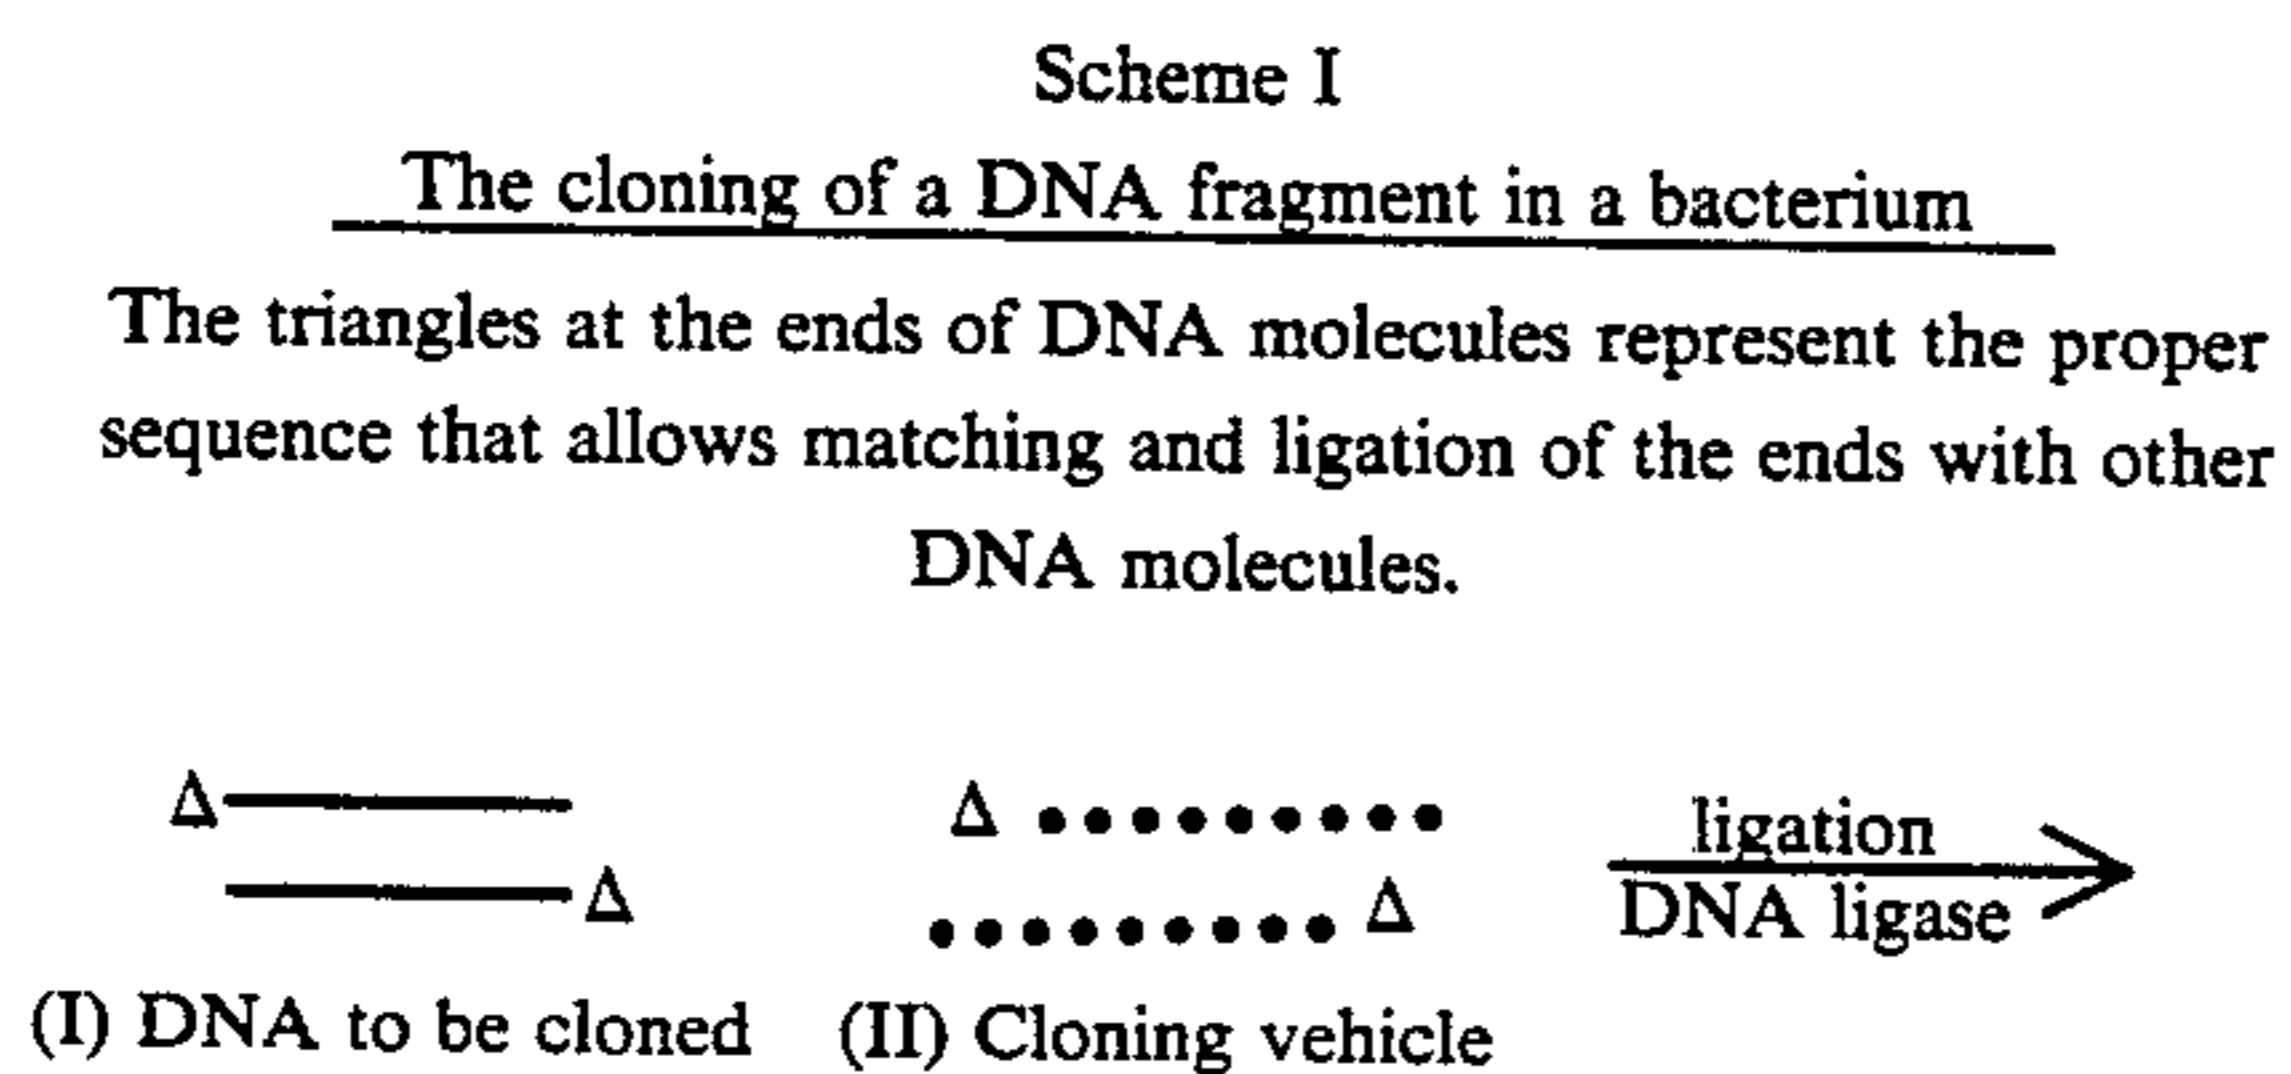 Scheme I
The cloning of a DNA fragment in a bacterium
The triangles at the ends of DNA molecules represent the proper
sequence that allows matching and ligation of the ends with other
DNA molecules.
Δ
Δ
Δ
Δ
ligation
DNA ligase
(I) DNA to be cloned
(II) Cloning vehicle